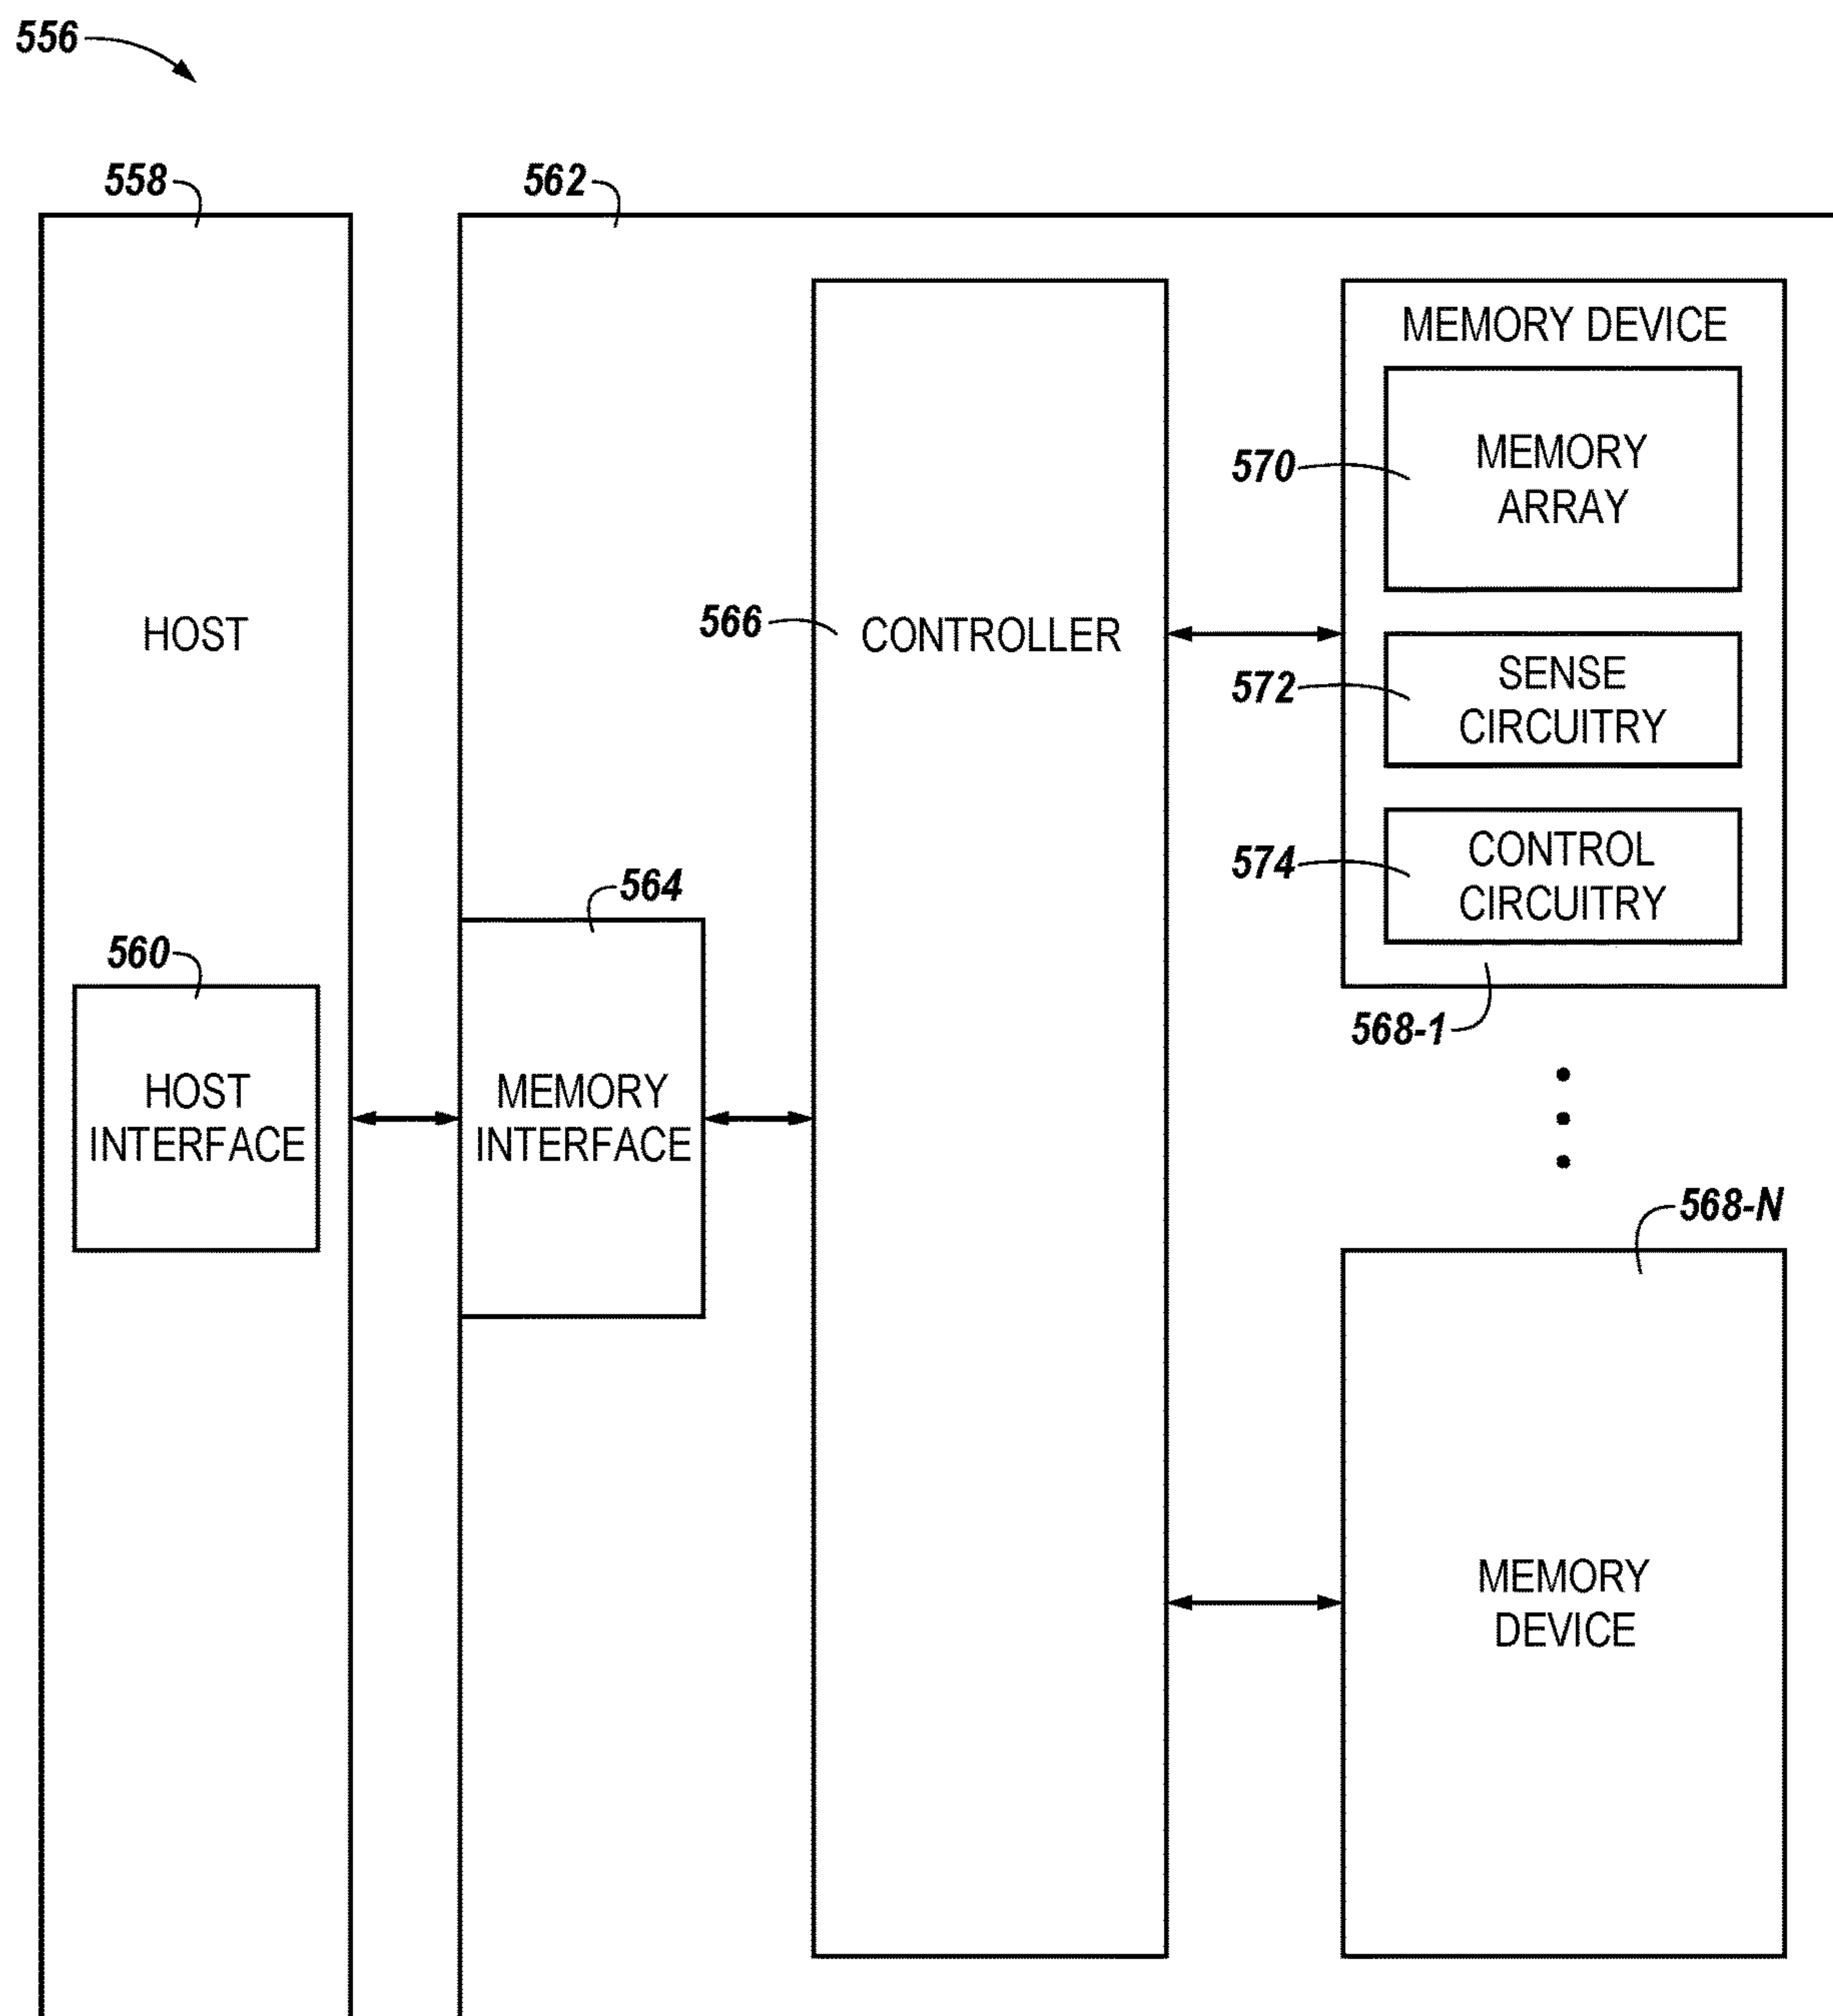 556
558
562
MEMORY DEVICE
570
MEMORY
ARRAY
HOST
566
CONTROLLER
572
SENSE
CIRCUITRY
574
CONTROL
CIRCUITRY
564
560
568-1
HOST
INTERFACE
MEMORY
INTERFACE
568-N
MEMORY
DEVICE